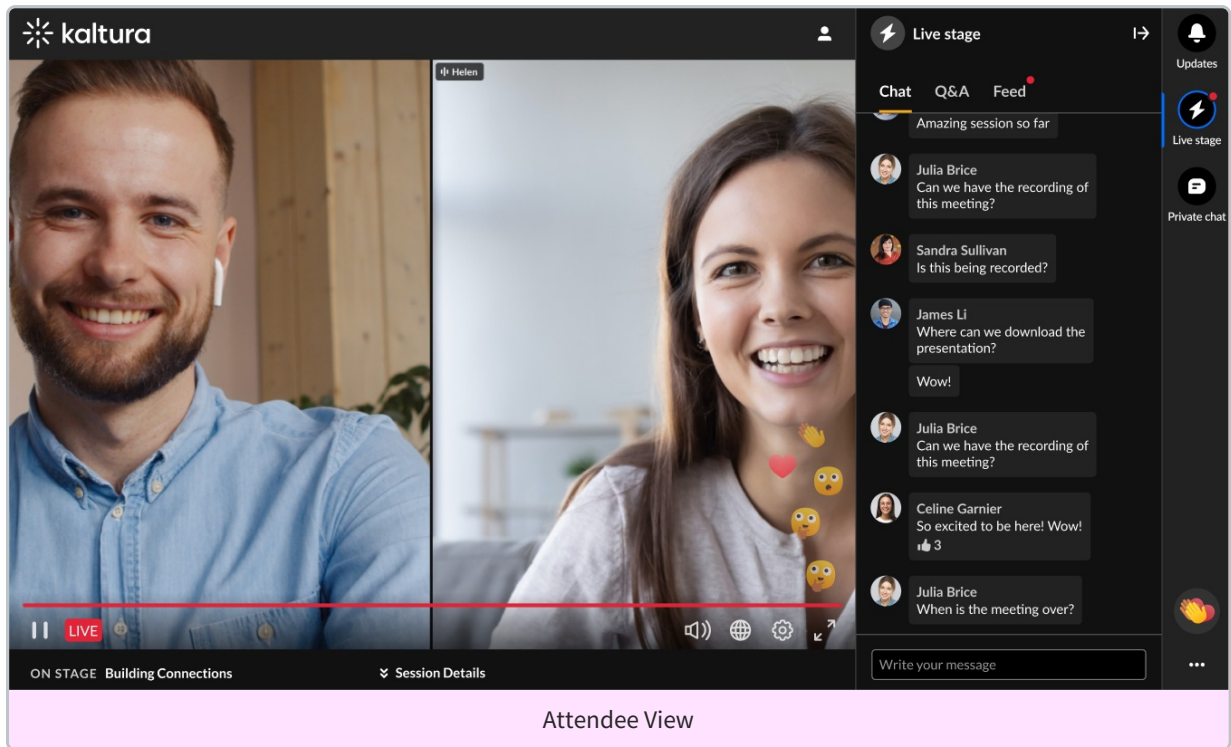 kaltura
Helen
LIVE
ON STAGE Building Connections
Session Details
Live stage
Chat Q&A Feed
Amazing session so far
Julia Brice
Can we have the recording of
this meeting?
Sandra Sullivan
Is this being recorded?
James Li
Where can we download the
presentation?
Wow!
Julia Brice
Can we have the recording of
this meeting?
Celine Garnier
So excited to be here! Wow!
3
Julia Brice
When is the meeting over?
Write your message
Updates
Live stage
Private chat
Attendee View